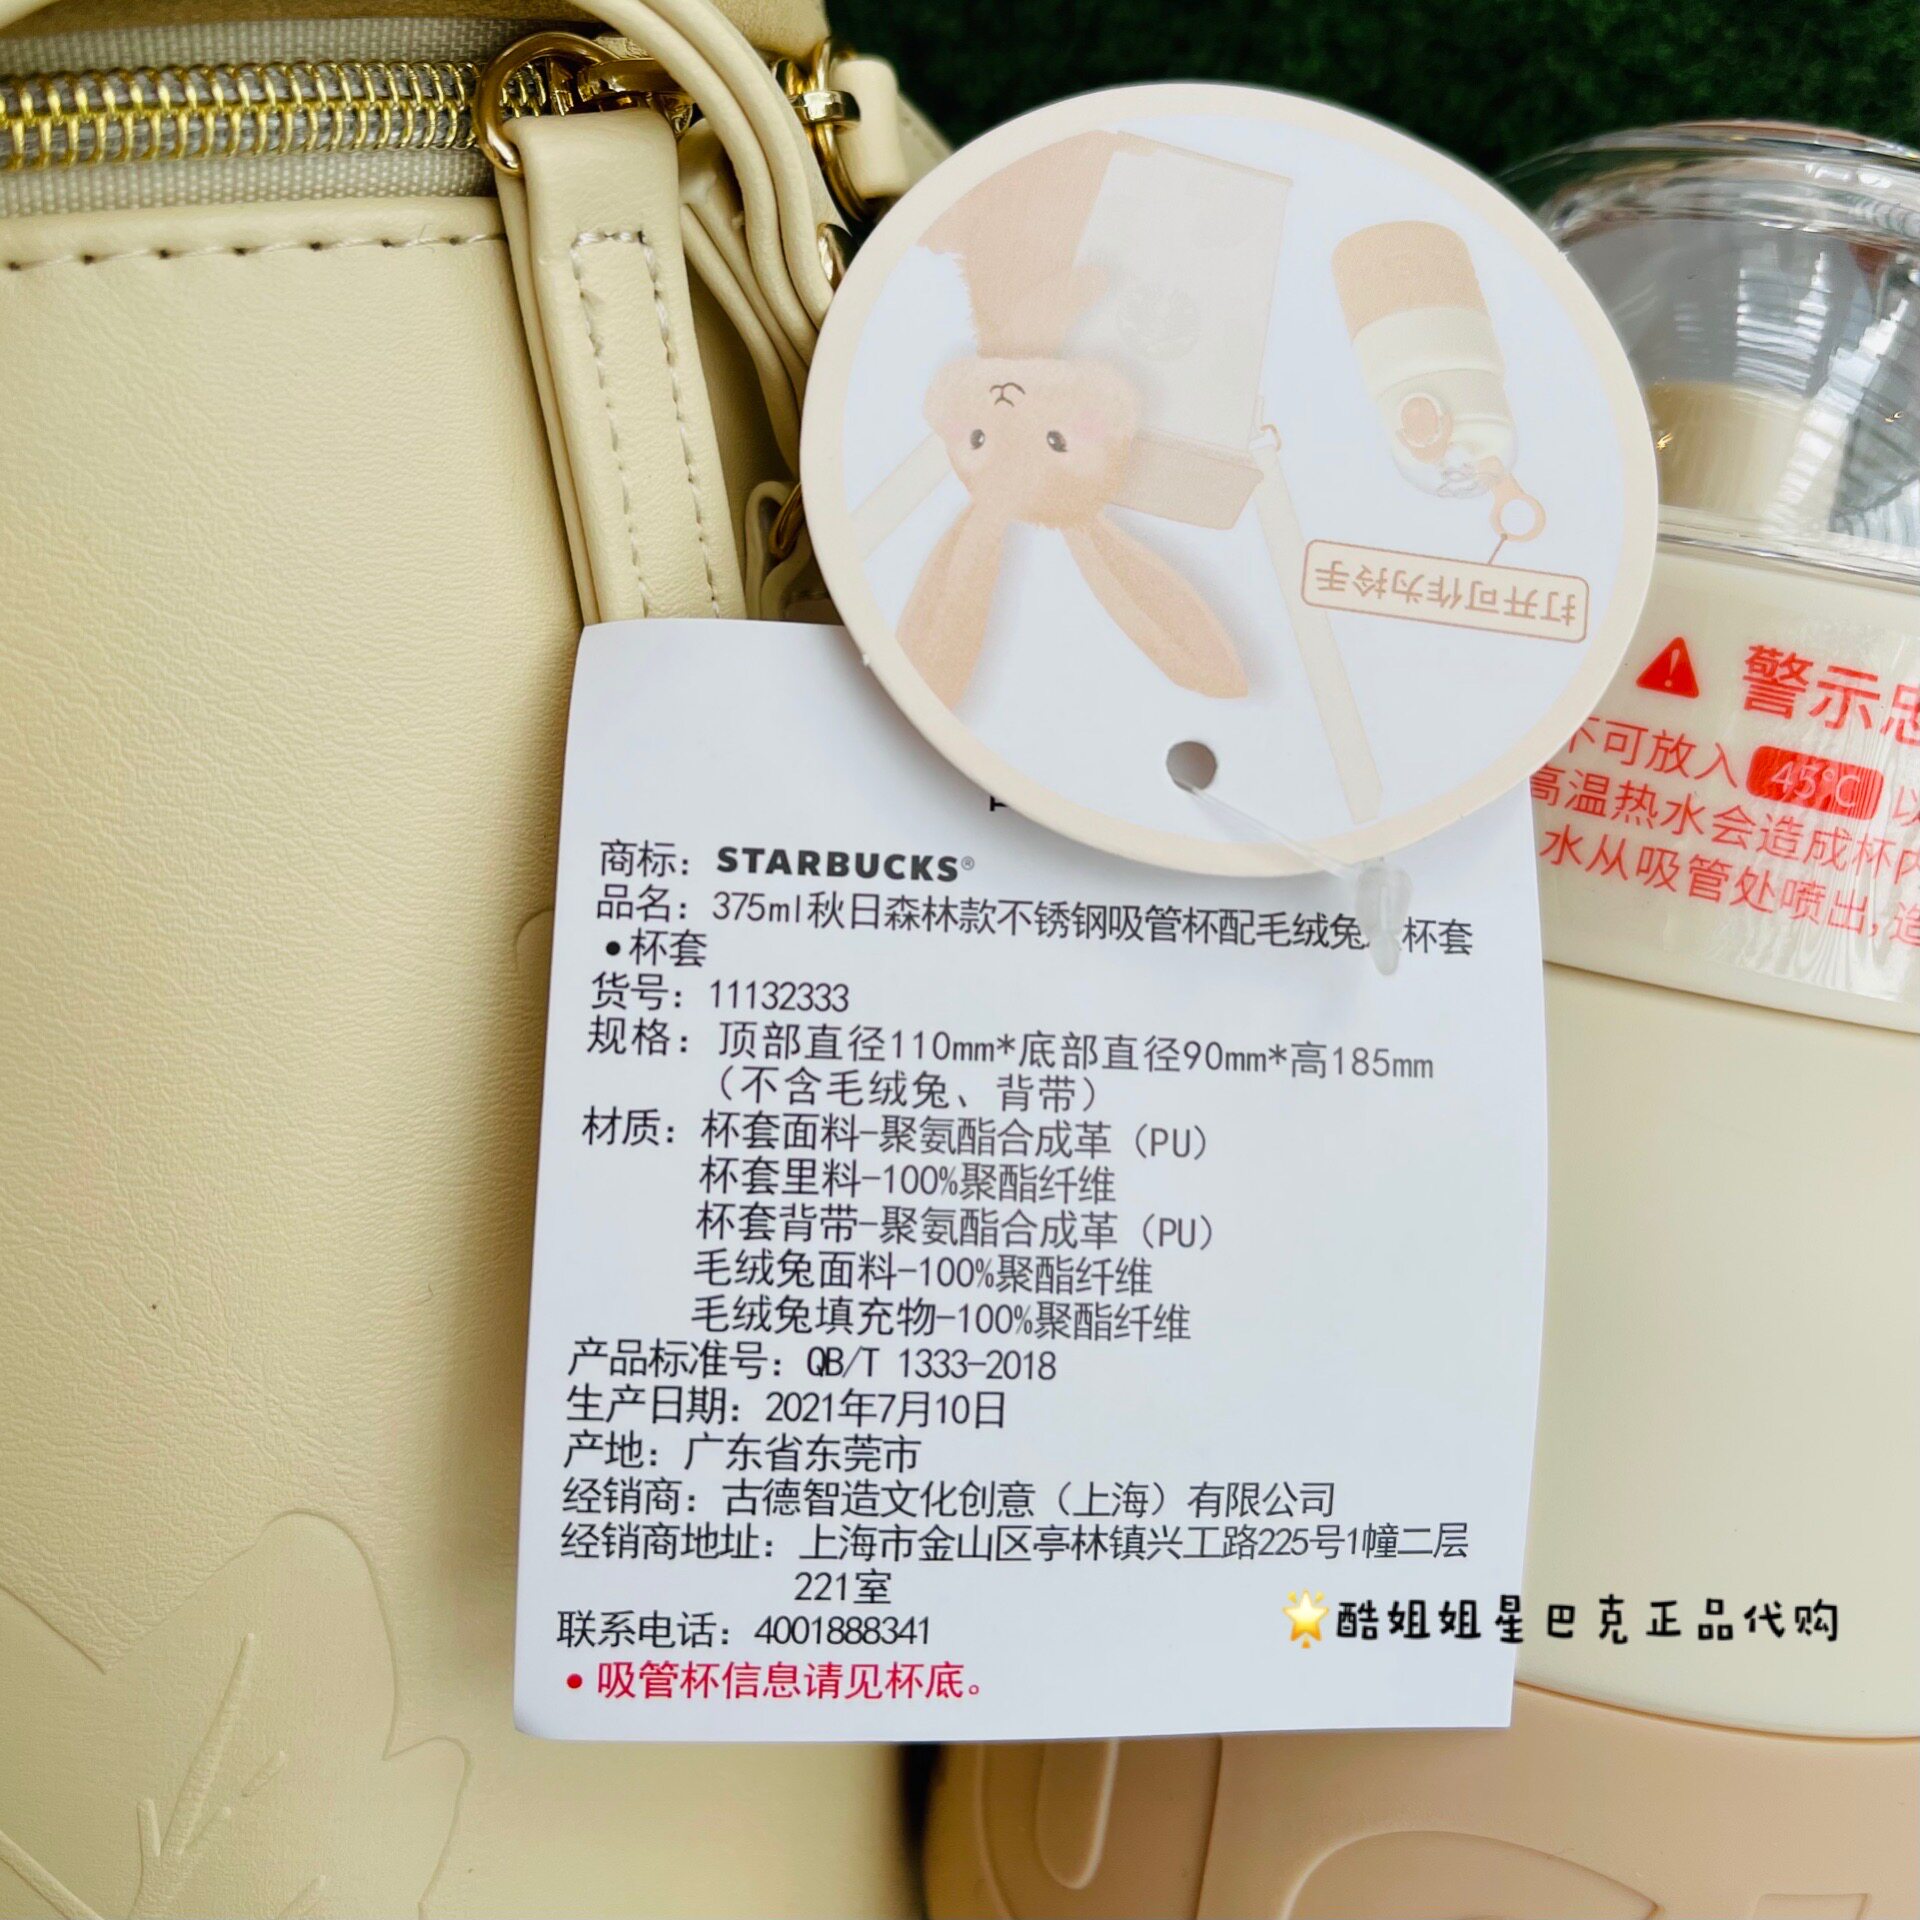 打开可作为拎手
警示
不可放入 45°C 以
高温热水会造成杯内
水从吸管处喷出,造
商标：STARBUCKS®
品名：375ml秋日森林款不锈钢吸管杯配毛绒兔 杯套
•杯套
货号：11132333
规格：顶部直径110mm*底部直径90mm*高185mm
（不含毛绒兔、背带）
材质：杯套面料-聚氨酯合成革（PU）
杯套里料-100%聚酯纤维
杯套背带-聚氨酯合成革（PU）
毛绒兔面料-100%聚酯纤维
毛绒兔填充物-100%聚酯纤维
产品标准号：QB/T 1333-2018
生产日期：2021年7月10日
产地：广东省东莞市
经销商：古德智造文化创意（上海）有限公司
经销商地址：上海市金山区亭林镇兴工路225号1幢二层
221室
联系电话：4001888341
•吸管杯信息请见杯底。
酷姐姐星巴克正品代购